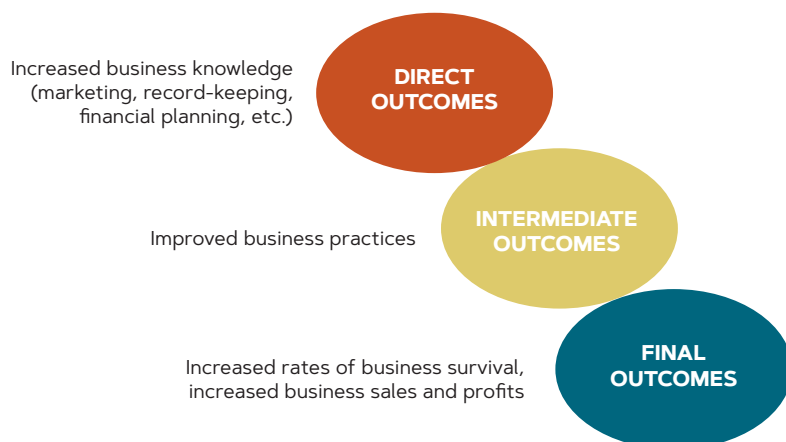 Increased business knowledge
(marketing, record-keeping,
financial planning, etc.)
DIRECT
OUTCOMES
Improved business practices
INTERMEDIATE
OUTCOMES
Increased rates of business survival,
increased business sales and profits
FINAL
OUTCOMES